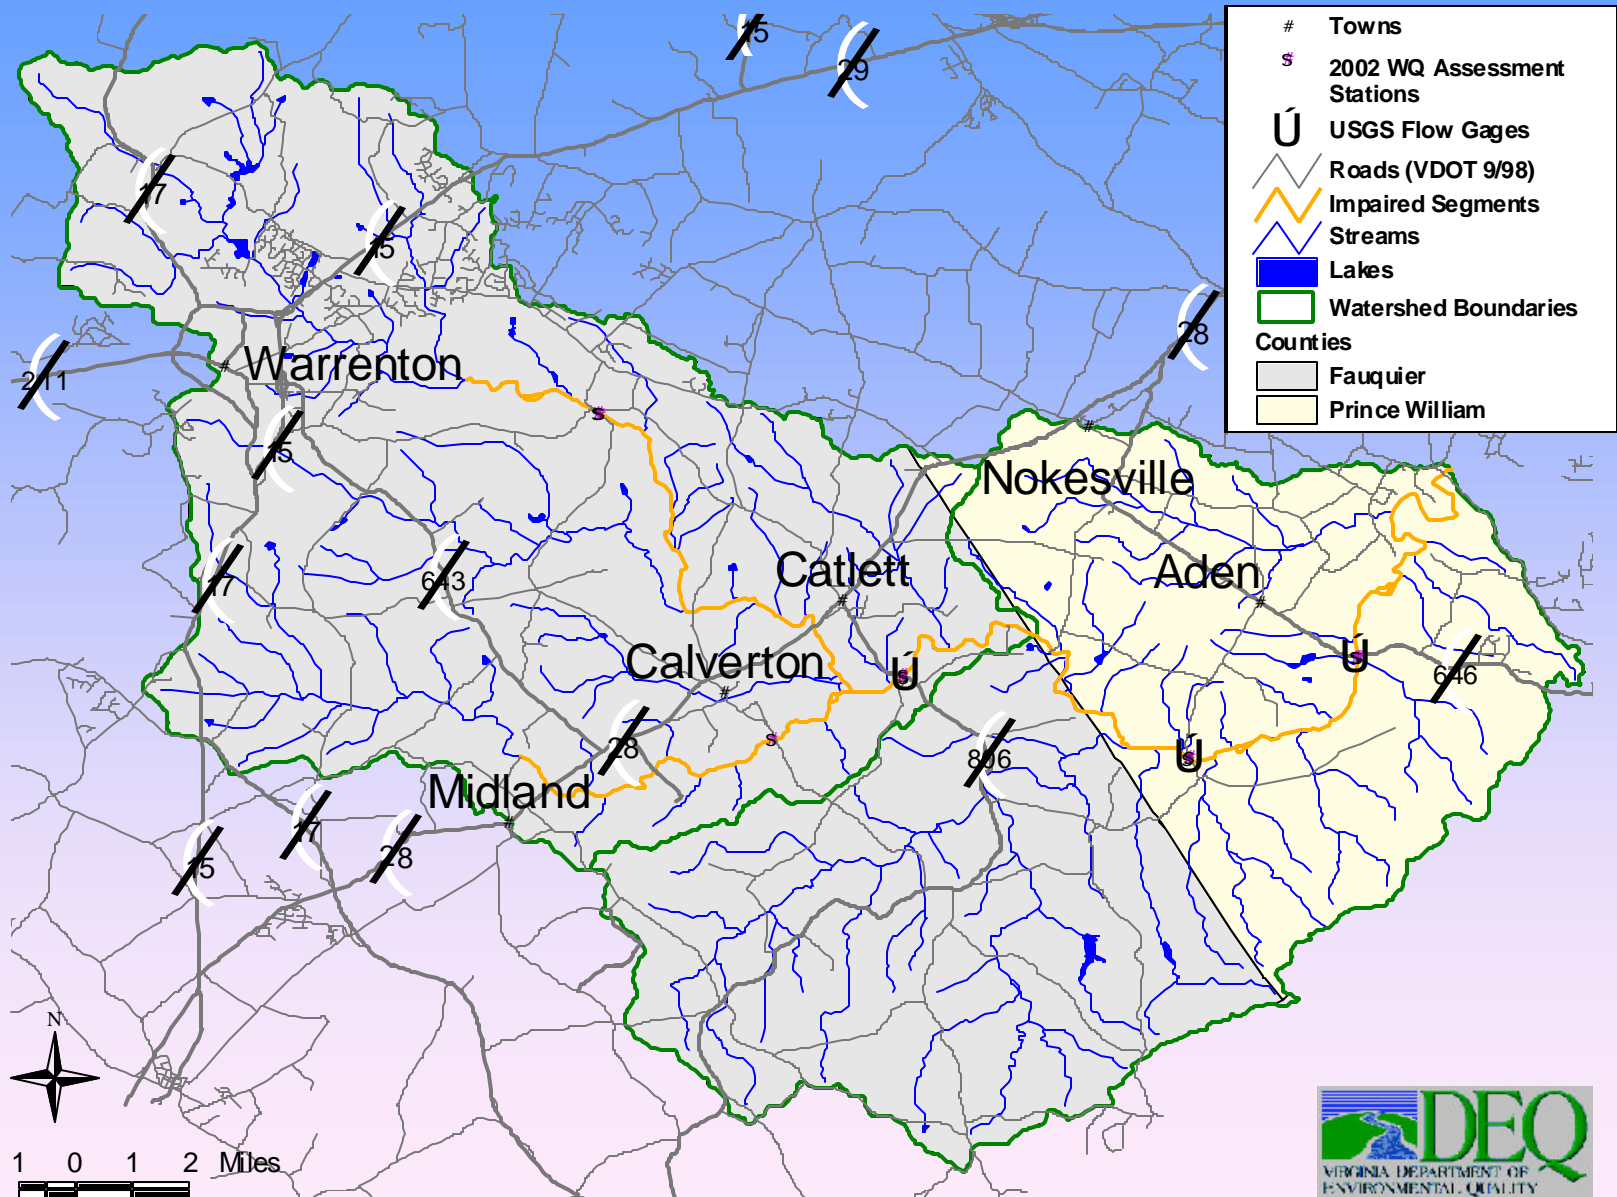 15
29
# Towns
s# 2002 WQ Assessment
Stations
Ú USGS Flow Gages
Roads (VDOT 9/98)
Impaired Segments
Streams
Lakes
Watershed Boundaries
Counties
Fauquier
Prince William
17
15
28
211
# Warrenton
15
Nokesville
#
17
643
Catlett
#
Aden
#
Calverton
#
Ú
Ú
646
28
806
Ú
Midland
#
17
28
15
N
1 0 1 2 Miles
DEQ
VIRGINIA DEPARTMENT OF
ENVIRONMENTAL QUALITY